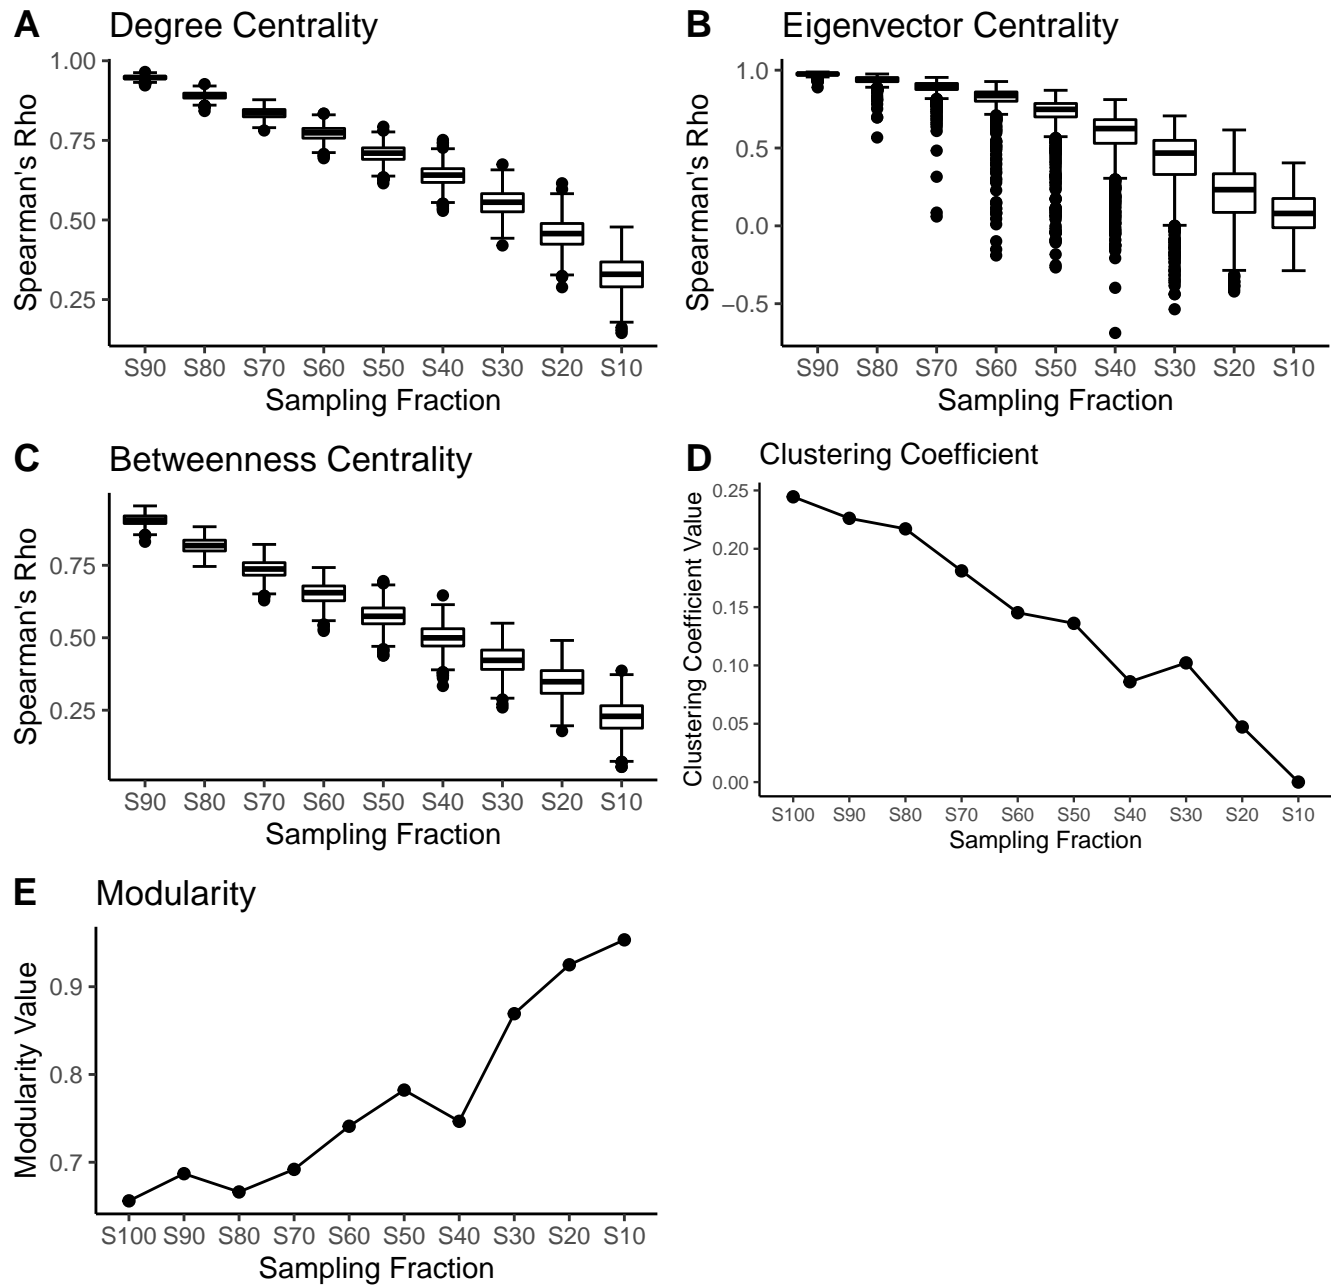 A Degree Centrality
Spearman's Rho
1.00
0.75
0.50
0.25
S90 S80 S70 S60 S50 S40 S30 S20 S10
Sampling Fraction
B Eigenvector Centrality
Spearman's Rho
1.0
0.5
0.0
−0.5
S90 S80 S70 S60 S50 S40 S30 S20 S10
Sampling Fraction
C Betweenness Centrality
Spearman's Rho
0.75
0.50
0.25
S90 S80 S70 S60 S50 S40 S30 S20 S10
Sampling Fraction
D Clustering Coefficient
Clustering Coefficient Value
0.25
0.20
0.15
0.10
0.05
0.00
S100 S90 S80 S70 S60 S50 S40 S30 S20 S10
Sampling Fraction
E Modularity
Modularity Value
0.9
0.8
0.7
S100 S90 S80 S70 S60 S50 S40 S30 S20 S10
Sampling Fraction